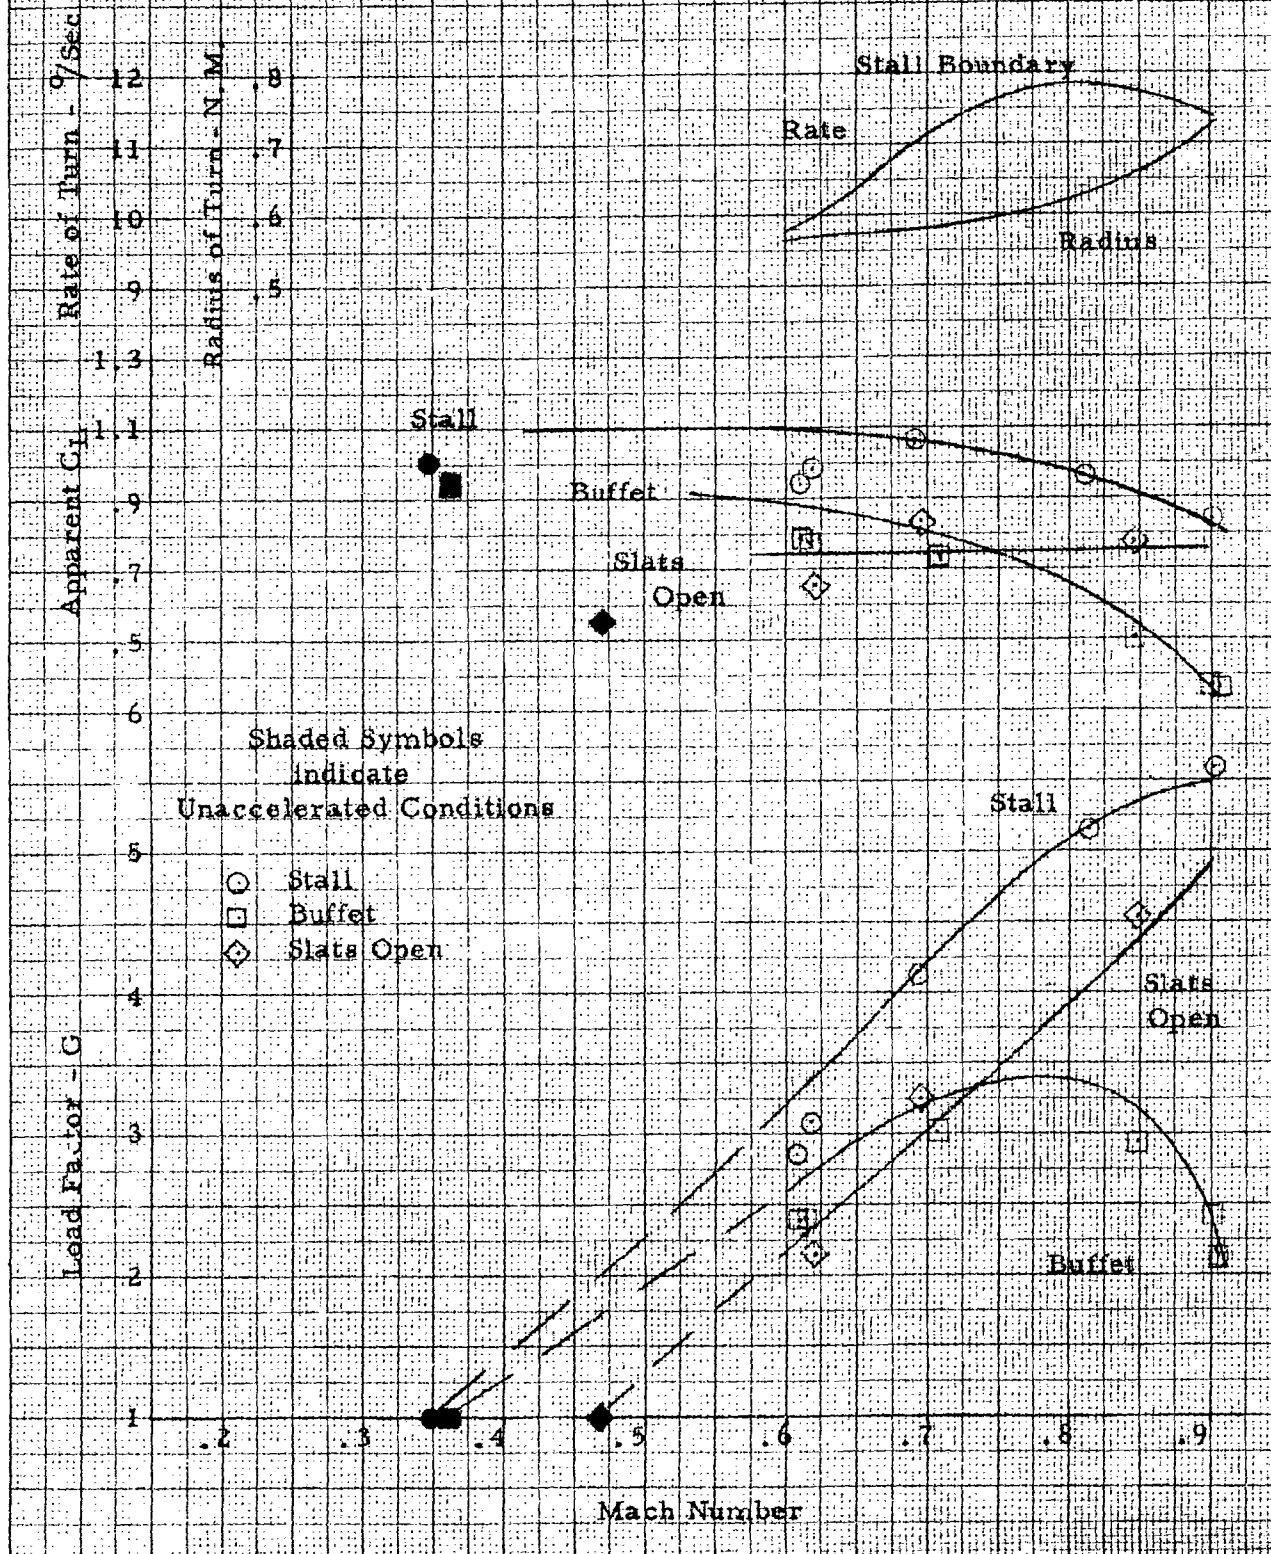 Rate of Turn - °/Sec
Radius of Turn - N. M.
12
11
10
9
.8
.7
.6
.5
Stall Boundary
Rate
Radius
Apparent CL
1.3
1.1
.9
.7
.5
Stall
Buffet
Slats
Open
Shaded Symbols
indicate
Unaccelerated Conditions
Stall
Buffet
Slats Open
Load Factor - G
6
5
4
3
2
1
Stall
Slats
Open
Buffet
.2 .3 .4 .5 .6 .7 .8 .9
Mach Number